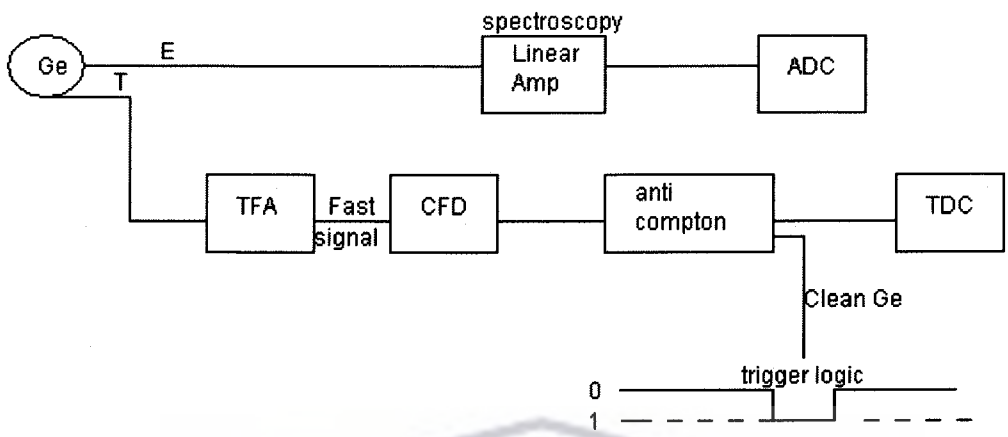 spectroscopy
Ge
E
T
Linear
Amp
ADC
TFA
Fast
signal
CFD
anti
compton
TDC
Clean Ge
trigger logic
0
1